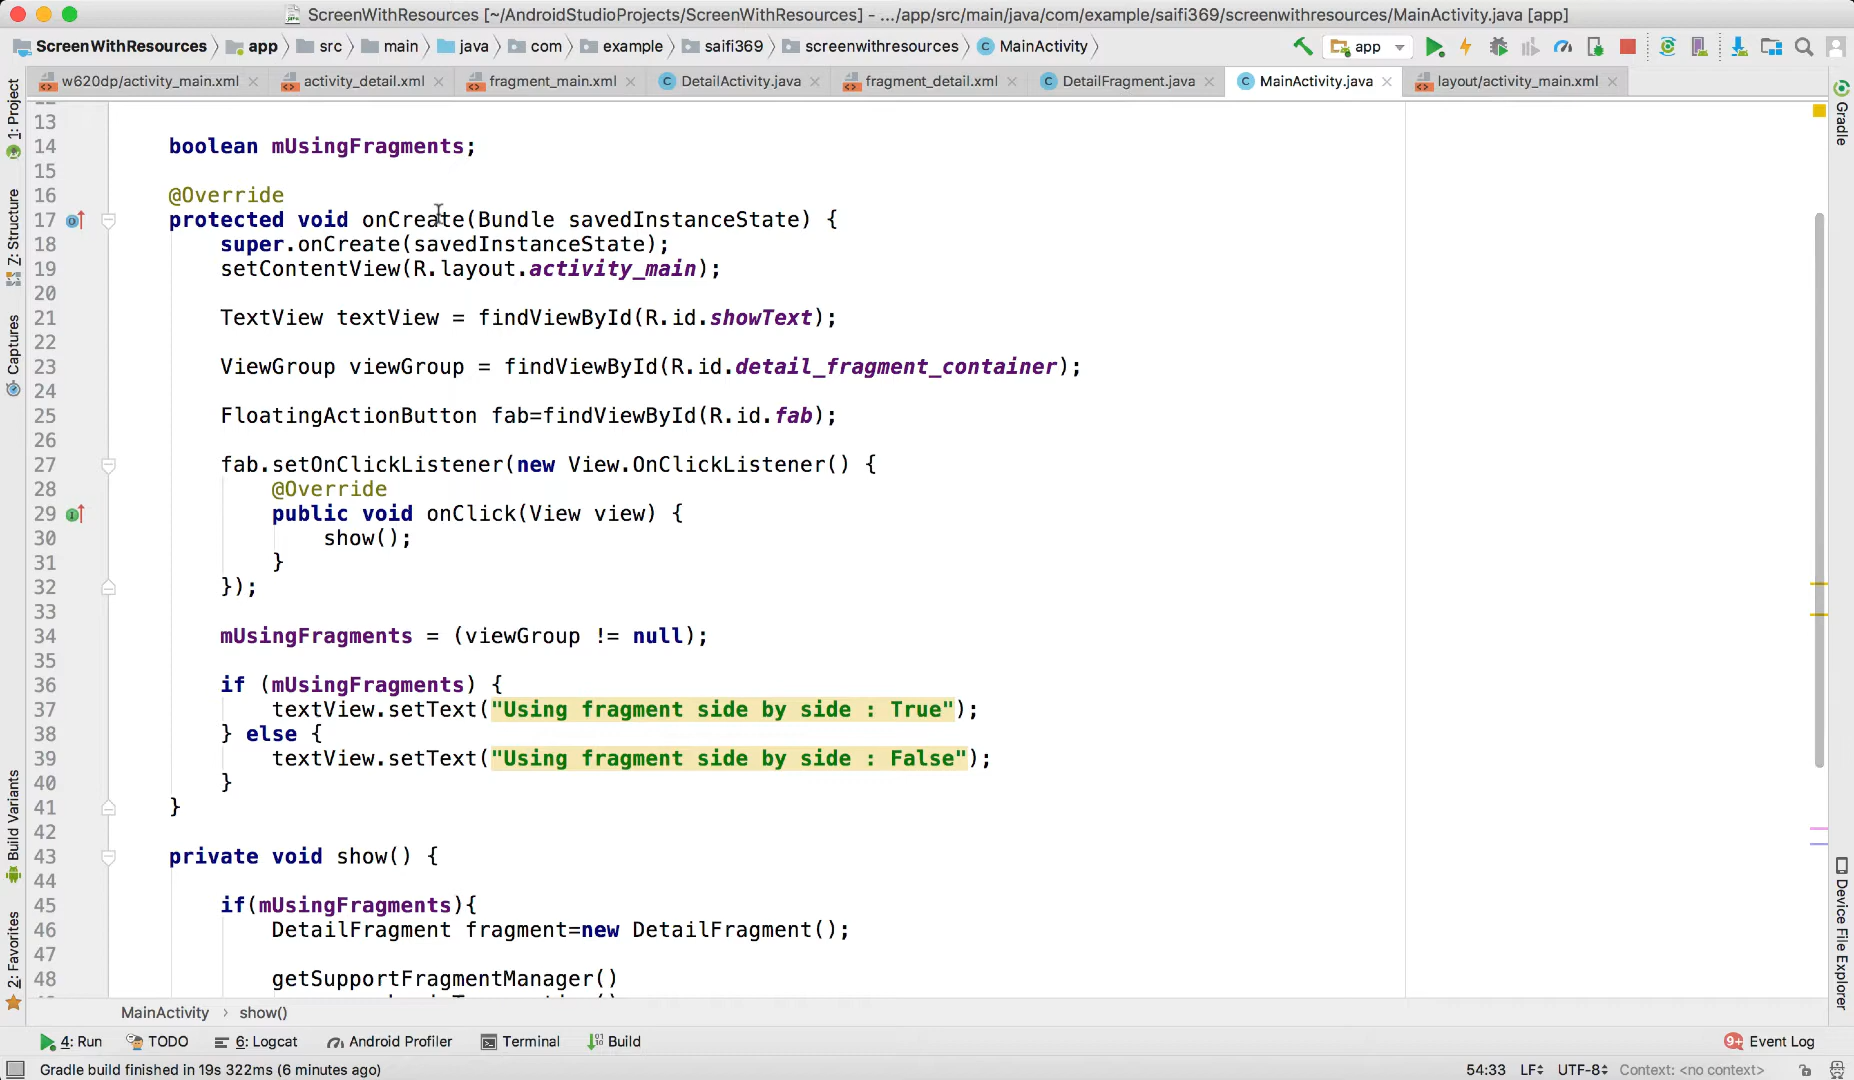 ScreenWithResources [~/AndroidStudioProjects/ScreenWithResources] - .../app/src/main/java/com/example/saifi369/screenwithresources/MainActivity.java [app]
ScreenWithResources app src main java com example saifi369 screenwithresources MainActivity app
w620dp/activity_main.xml activity_detail.xml fragment_main.xml DetailActivity.java fragment_detail.xml DetailFragment.java MainActivity.java layout/activity_main.xml
1: Project
Z: Structure
Captures
Build Variants
2: Favorites
Gradle
Device File Explorer
13
14 boolean mUsingFragments;
15
16 @Override
17 protected void onCreate(Bundle savedInstanceState) {
18 super.onCreate(savedInstanceState);
19 setContentView(R.layout.activity_main);
20
21 TextView textView = findViewById(R.id.showText);
22
23 ViewGroup viewGroup = findViewById(R.id.detail_fragment_container);
24
25 FloatingActionButton fab=findViewById(R.id.fab);
26
27 fab.setOnClickListener(new View.OnClickListener() {
28 @Override
29 public void onClick(View view) {
30 show();
31 }
32 });
33
34 mUsingFragments = (viewGroup != null);
35
36 if (mUsingFragments) {
37 textView.setText("Using fragment side by side : True");
38 } else {
39 textView.setText("Using fragment side by side : False");
40 }
41 }
42
43 private void show() {
44
45 if(mUsingFragments){
46 DetailFragment fragment=new DetailFragment();
47
48 getSupportFragmentManager()
MainActivity › show()
4: Run TODO 6: Logcat Android Profiler Terminal Build 9+ Event Log
Gradle build finished in 19s 322ms (6 minutes ago) 54:33 LF UTF-8 Context: <no context>